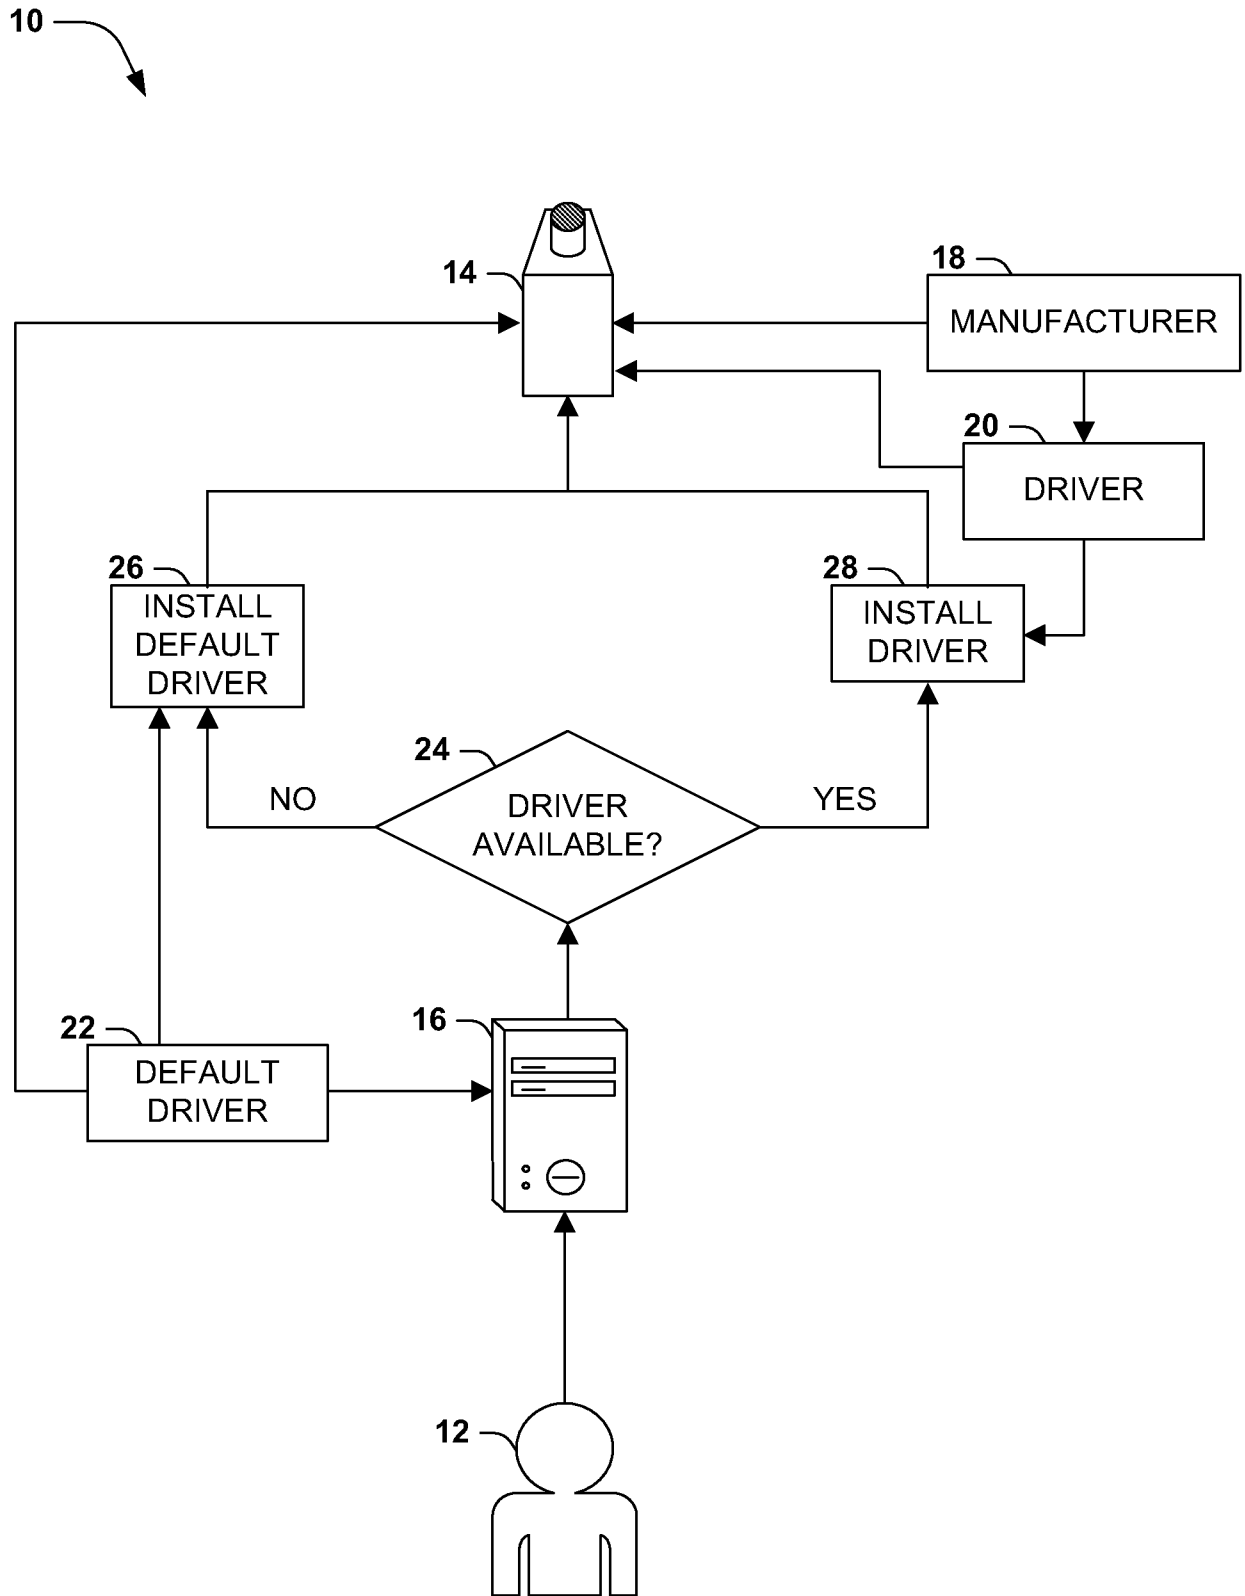 10
14
18
MANUFACTURER
20
DRIVER
26
INSTALL
DEFAULT
DRIVER
28
INSTALL
DRIVER
24
NO
DRIVER
AVAILABLE?
YES
22
DEFAULT
DRIVER
16
12